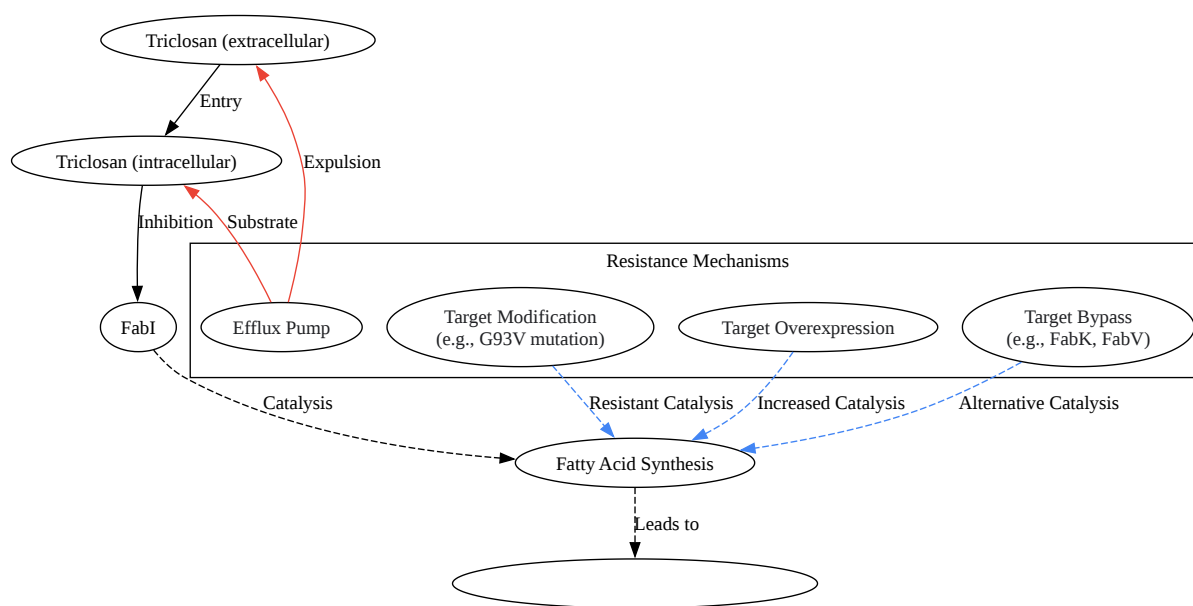 Triclosan (extracellular)
Entry
Triclosan (intracellular)
Expulsion
Inhibition
Substrate
Resistance Mechanisms
FabI
Efflux Pump
Target Modification
(e.g., G93V mutation)
Target Overexpression
Target Bypass
(e.g., FabK, FabV)
Catalysis
Resistant Catalysis
Increased Catalysis
Alternative Catalysis
Fatty Acid Synthesis
Leads to